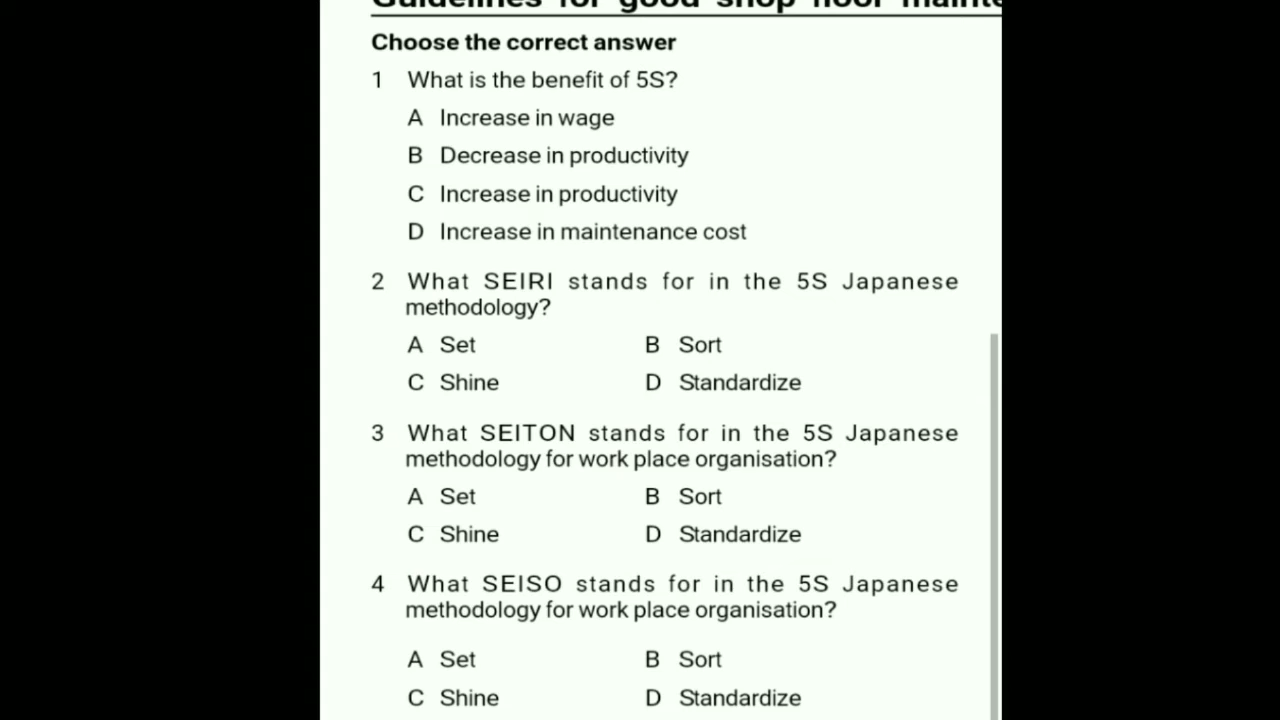 Guidelines for good shop floor mainte
Choose the correct answer
1 What is the benefit of 5S?
A Increase in wage
B Decrease in productivity
C Increase in productivity
D Increase in maintenance cost
2 What SEIRI stands for in the 5S Japanese
methodology?
A Set B Sort
C Shine D Standardize
3 What SEITON stands for in the 5S Japanese
methodology for work place organisation?
A Set B Sort
C Shine D Standardize
4 What SEISO stands for in the 5S Japanese
methodology for work place organisation?
A Set B Sort
C Shine D Standardize